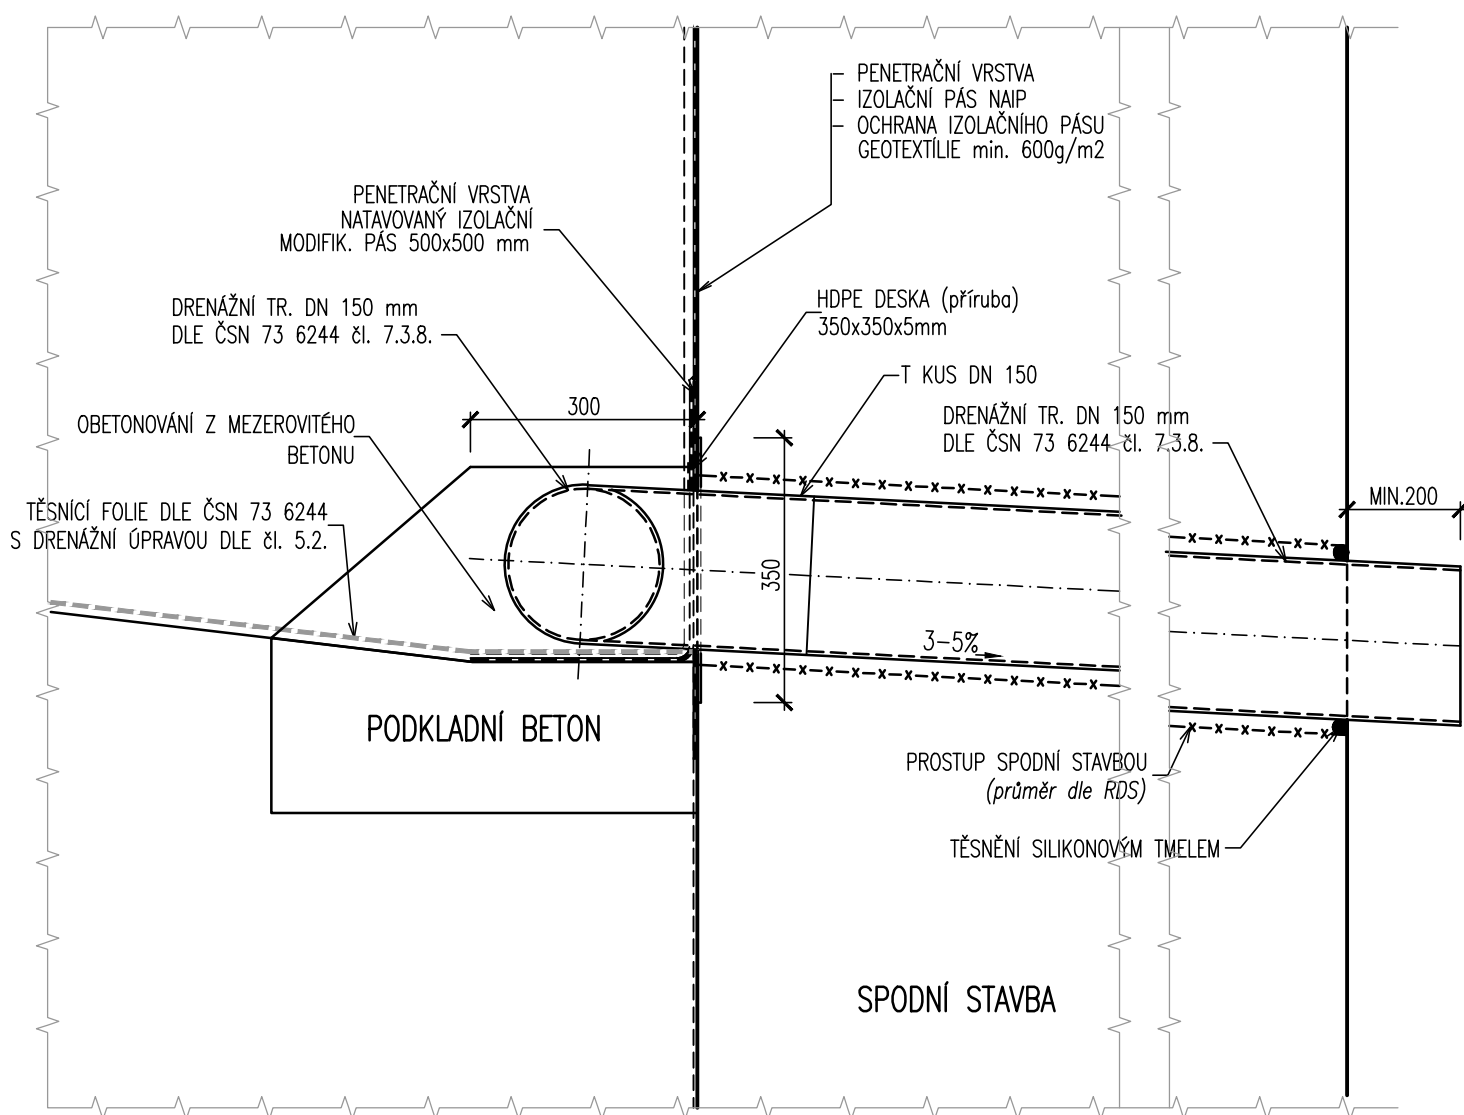 PENETRAČNÍ VRSTVA
IZOLAČNÍ PÁS NAIP
OCHRANA IZOLAČNÍHO PÁSU
GEOTEXTÍLIE min. 600g/m2
PENETRAČNÍ VRSTVA
NATAVOVANÝ IZOLAČNÍ
MODIFIK. PÁS 500x500 mm
HDPE DESKA (příruba)
350x350x5mm
DRENÁŽNÍ TR. DN 150 mm
DLE ČSN 73 6244 čl. 7.3.8.
T KUS DN 150
300
DRENÁŽNÍ TR. DN 150 mm
DLE ČSN 73 6244 čl. 7.3.8.
OBETONOVÁNÍ Z MEZEROVITÉHO
BETONU
MIN.200
TĚSNÍCÍ FOLIE DLE ČSN 73 6244
S DRENÁŽNÍ ÚPRAVOU DLE čl. 5.2.
350
3-5%
PODKLADNÍ BETON
PROSTUP SPODNÍ STAVBOU
(průměr dle RDS)
TĚSNĚNÍ SILIKONOVÝM TMELEM
SPODNÍ STAVBA